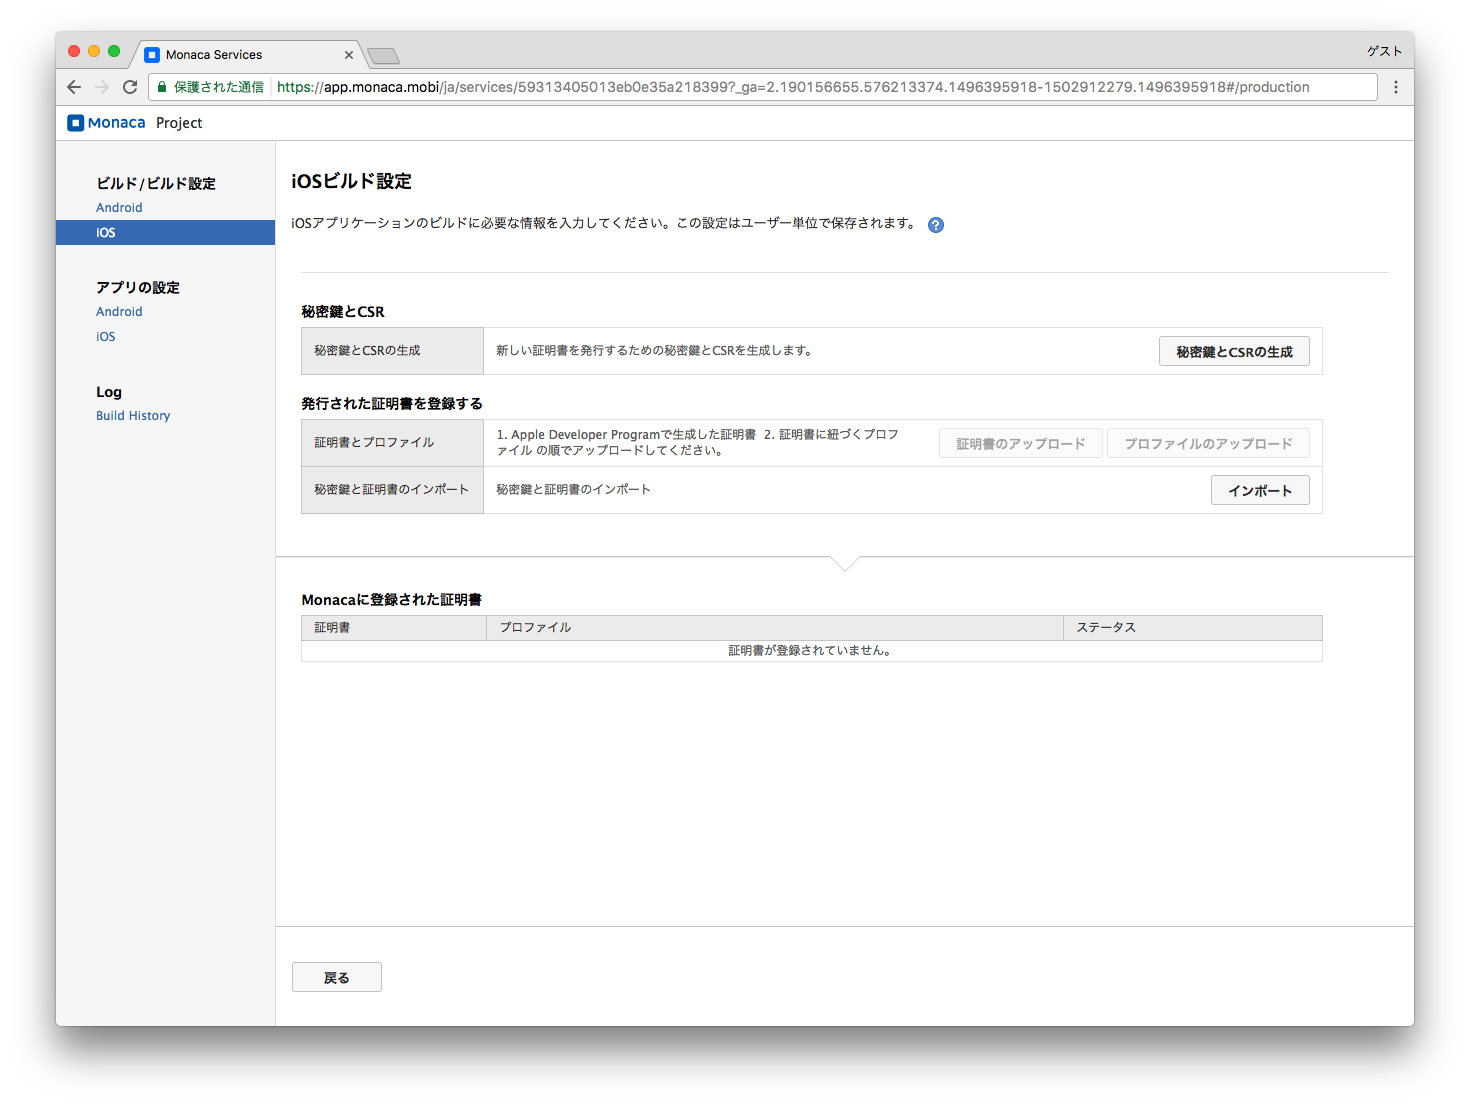 Monaca Services
ゲスト
保護された通信
https://app.monaca.mobi/ja/services/59313405013eb0e35a218399?_ga=2.190156655.576213374.1496395918-1502912279.1496395918#/production
Monaca Project
ビルド/ビルド設定
Android
iOS
アプリの設定
Android
iOS
Log
Build History
iOSビルド設定
iOSアプリケーションのビルドに必要な情報を入力してください。この設定はユーザー単位で保存されます。 ?
秘密鍵とCSR
秘密鍵とCSRの生成
新しい証明書を発行するための秘密鍵とCSRを生成します。
秘密鍵とCSRの生成
発行された証明書を登録する
証明書とプロファイル
1. Apple Developer Programで生成した証明書 2. 証明書に紐づくプロフ
ァイル の順でアップロードしてください。
証明書のアップロード
プロファイルのアップロード
秘密鍵と証明書のインポート
秘密鍵と証明書のインポート
インポート
Monacaに登録された証明書
証明書
プロファイル
ステータス
証明書が登録されていません。
戻る